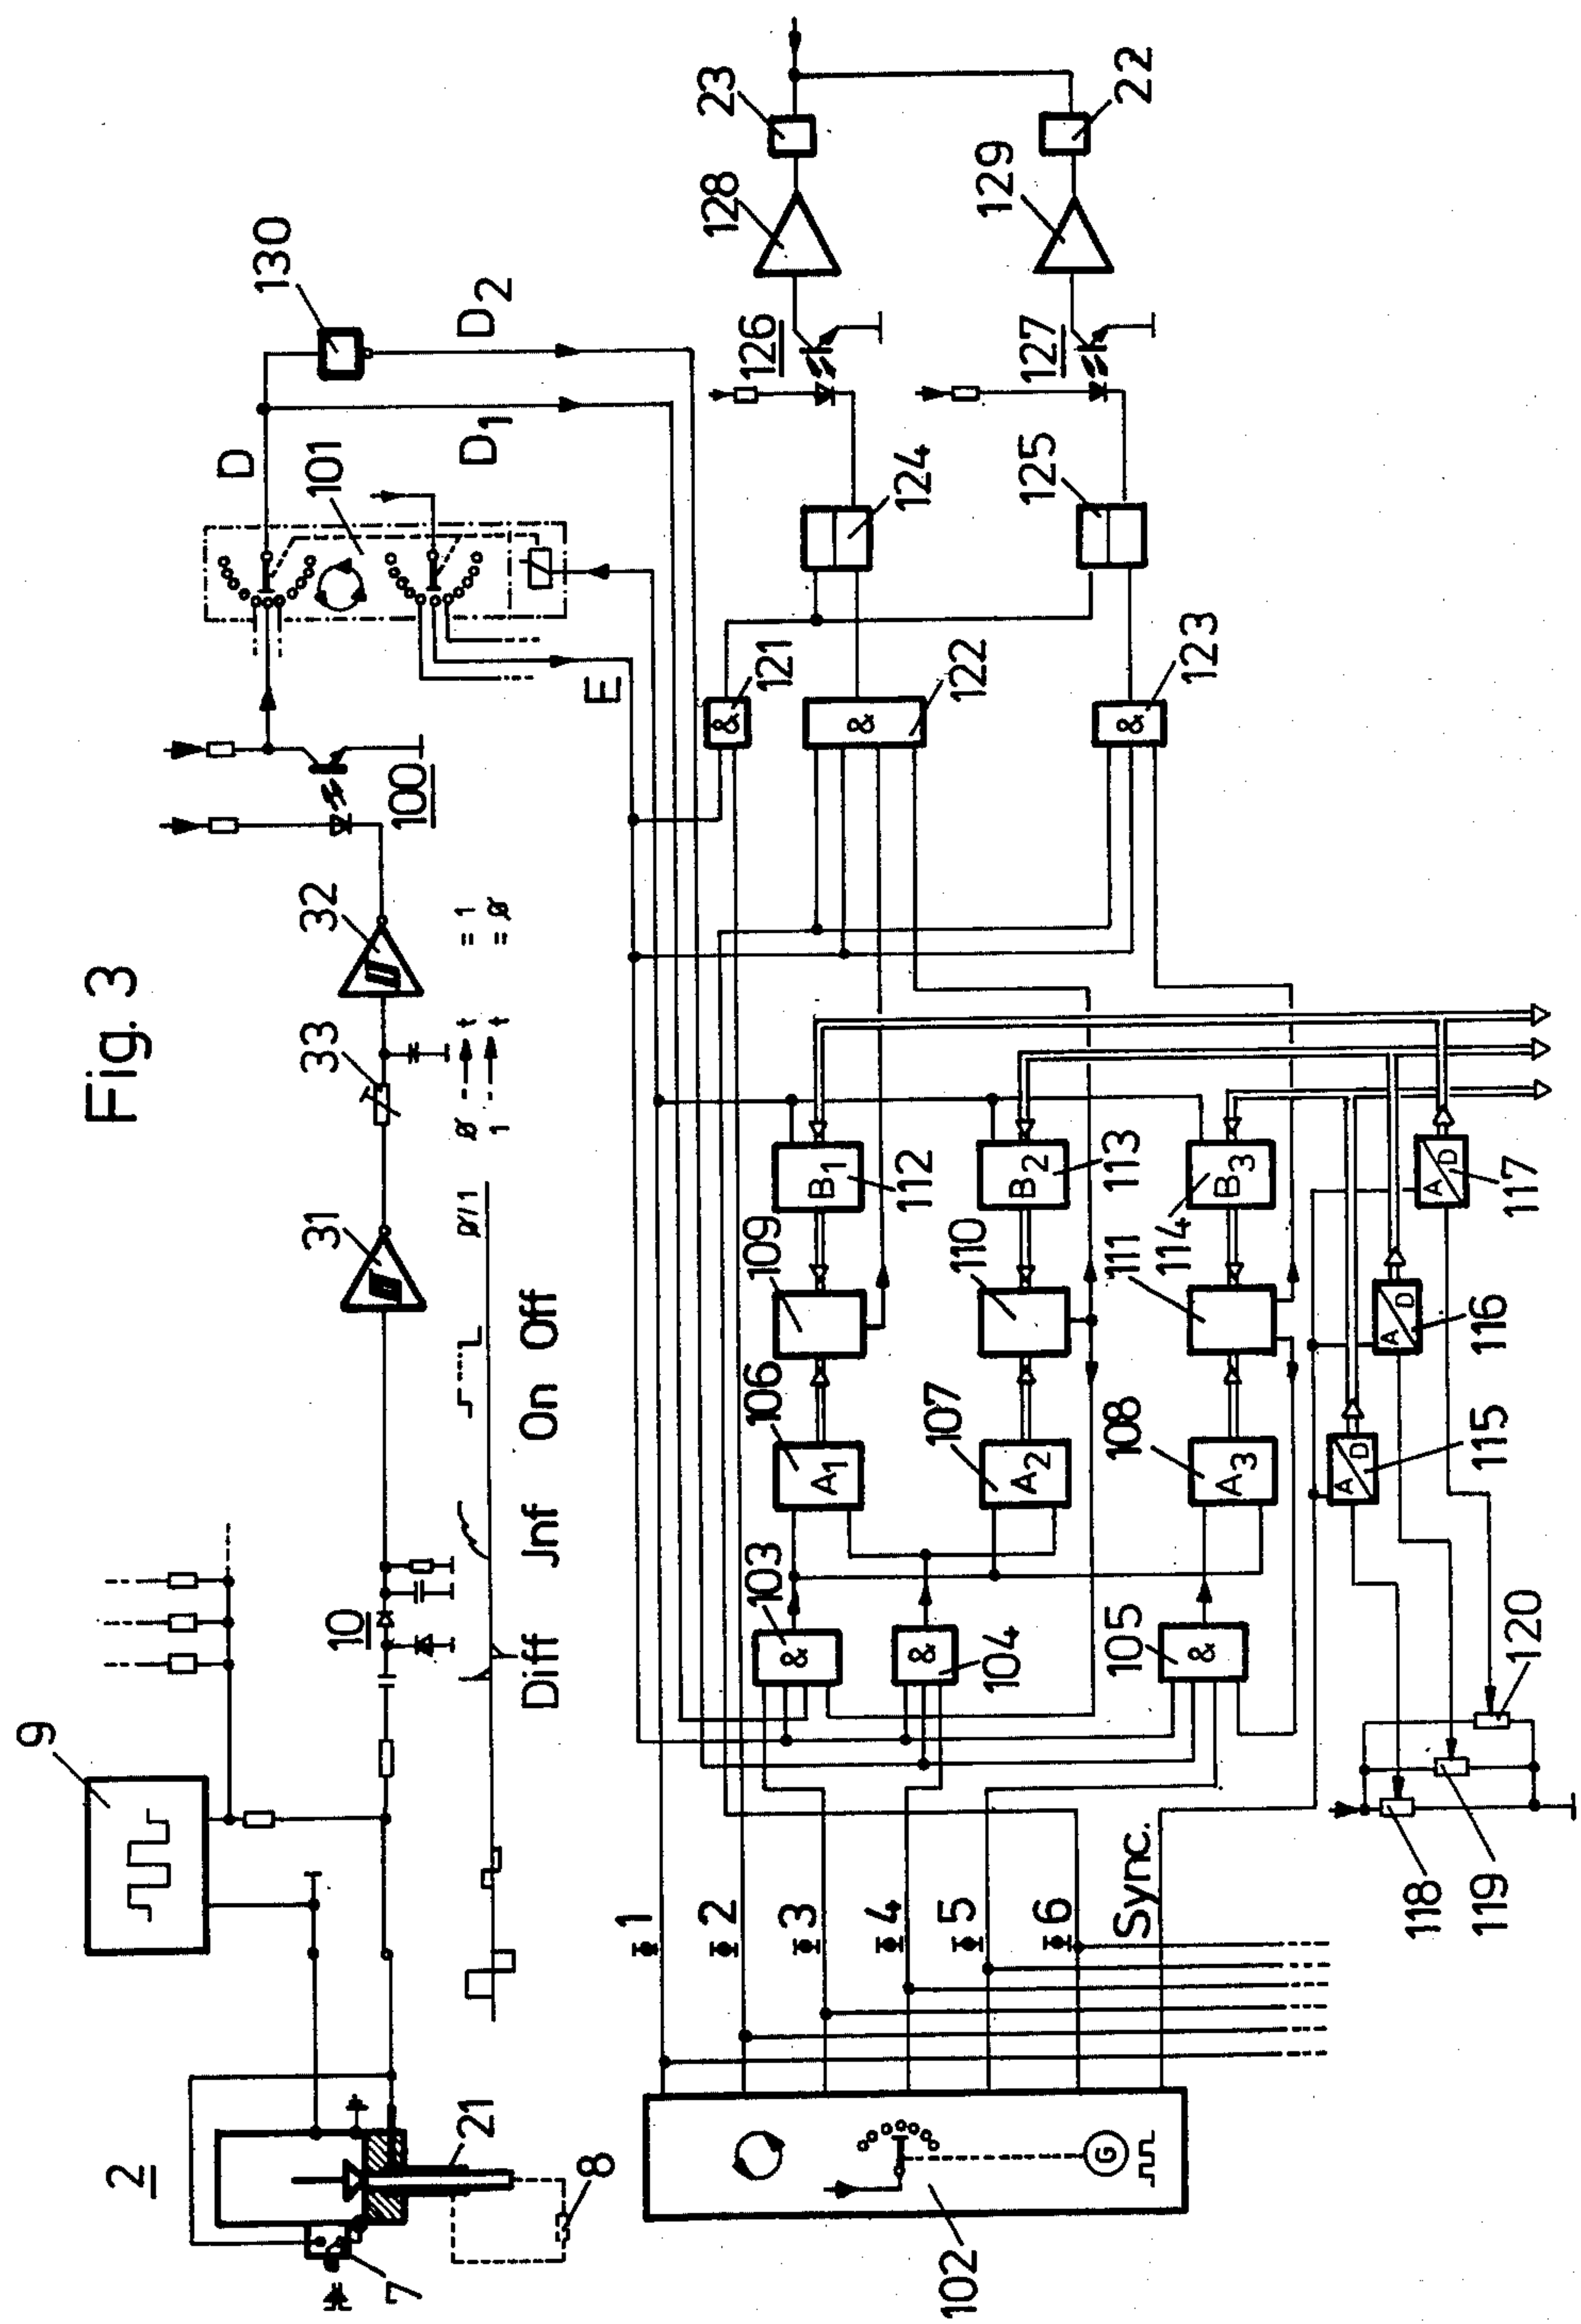 Fig. 3
2
7
21
8
9
10
31
33
32
100
101
130
D
D1
D2
E
Diff
Jnf
On
Off
0/1
0 --→ t = 1
1 --→ t = 0
102
G
1
2
3
4
5
6
Sync.
103
&
104
&
105
&
106
A1
107
A2
108
A3
109
110
111
112
B1
113
B2
114
B3
115
A
D
116
A
D
117
A
D
118
119
120
121
&
122
&
123
&
124
125
126
127
128
129
23
22